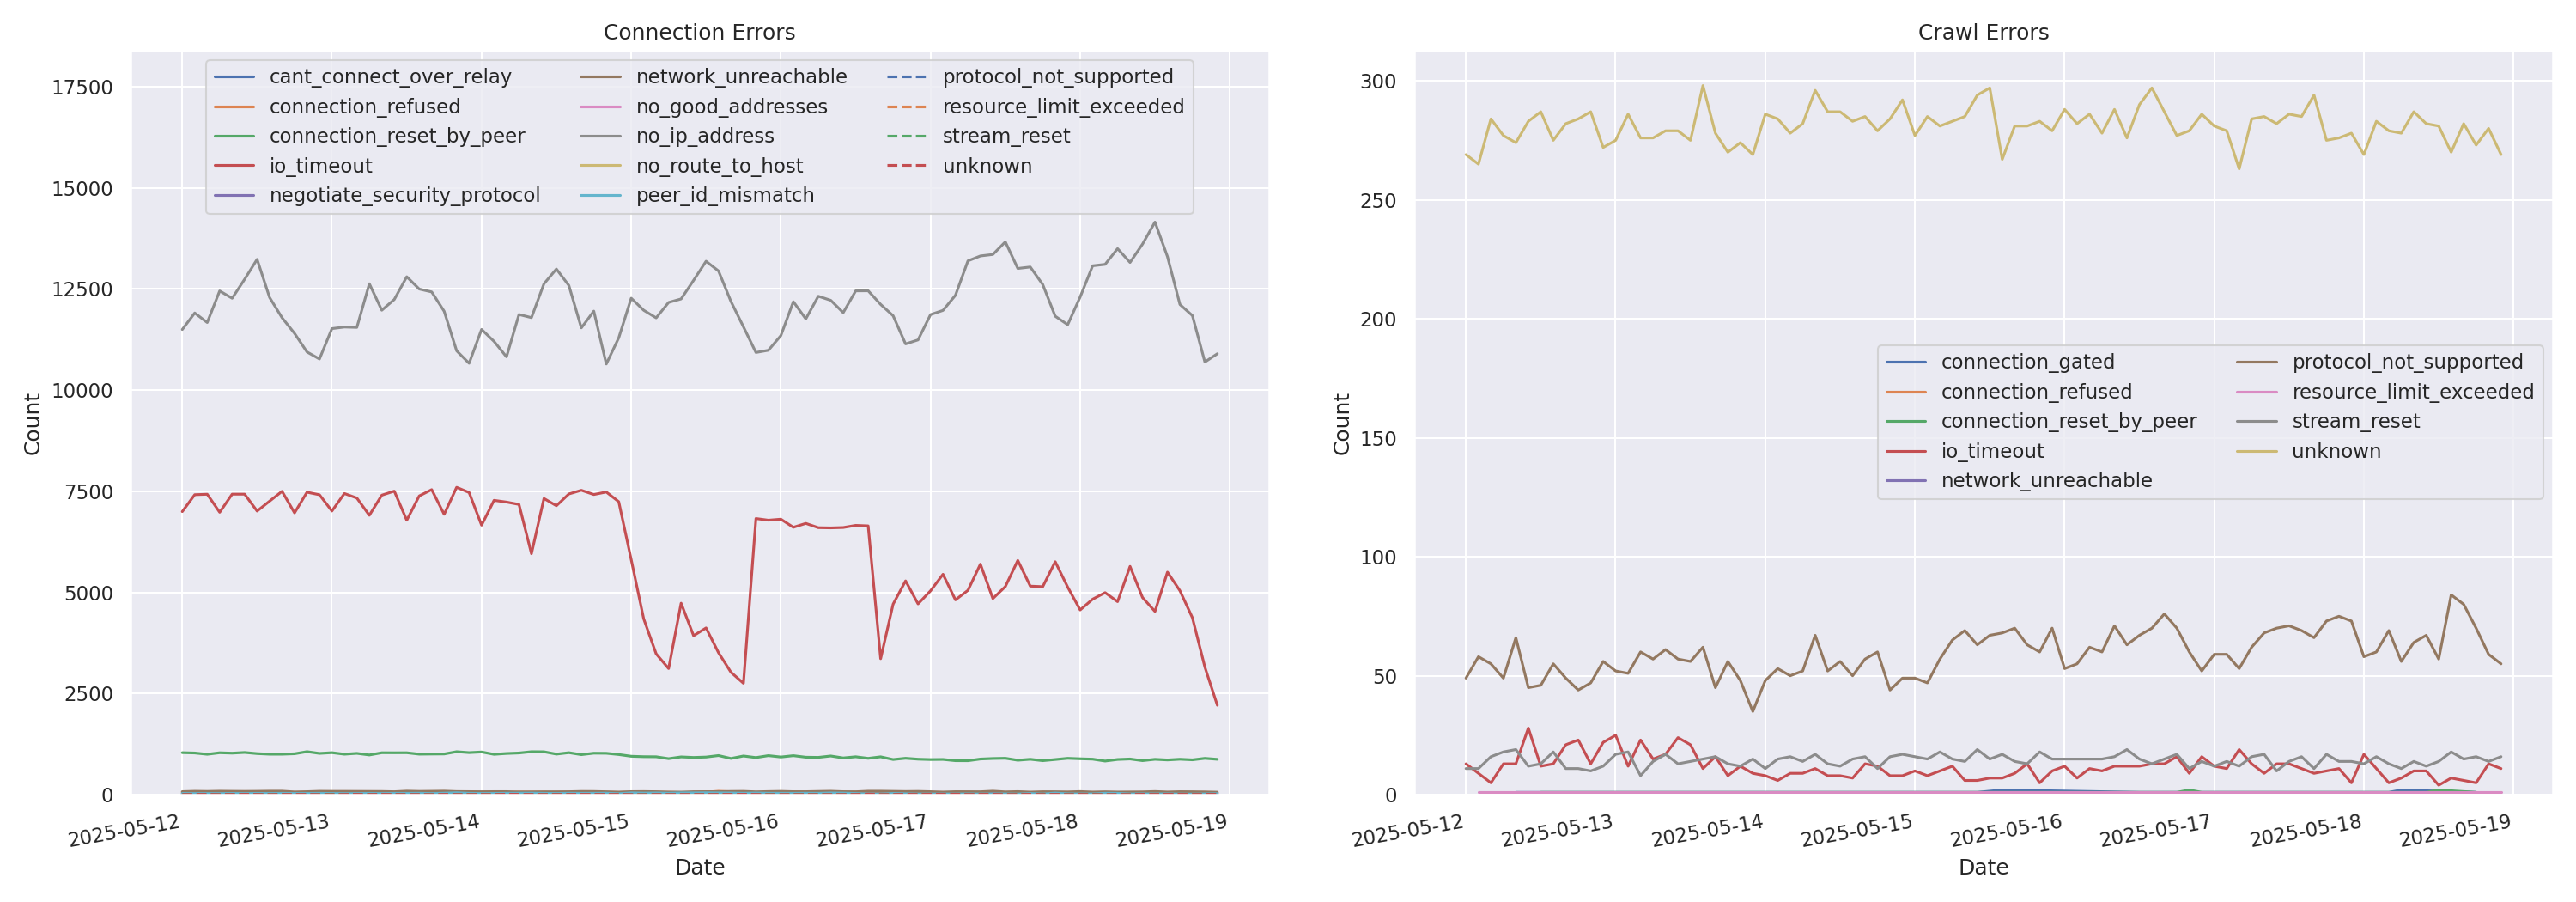 Connection Errors
17500
15000
12500
10000
7500
5000
2500
0
Count
cant_connect_over_relay
connection_refused
connection_reset_by_peer
io_timeout
negotiate_security_protocol
network_unreachable
no_good_addresses
no_ip_address
no_route_to_host
peer_id_mismatch
protocol_not_supported
resource_limit_exceeded
stream_reset
unknown
2025-05-12
2025-05-13
2025-05-14
2025-05-15
2025-05-16
2025-05-17
2025-05-18
2025-05-19
Date
Crawl Errors
300
250
200
150
100
50
0
Count
connection_gated
connection_refused
connection_reset_by_peer
io_timeout
network_unreachable
protocol_not_supported
resource_limit_exceeded
stream_reset
unknown
2025-05-12
2025-05-13
2025-05-14
2025-05-15
2025-05-16
2025-05-17
2025-05-18
2025-05-19
Date